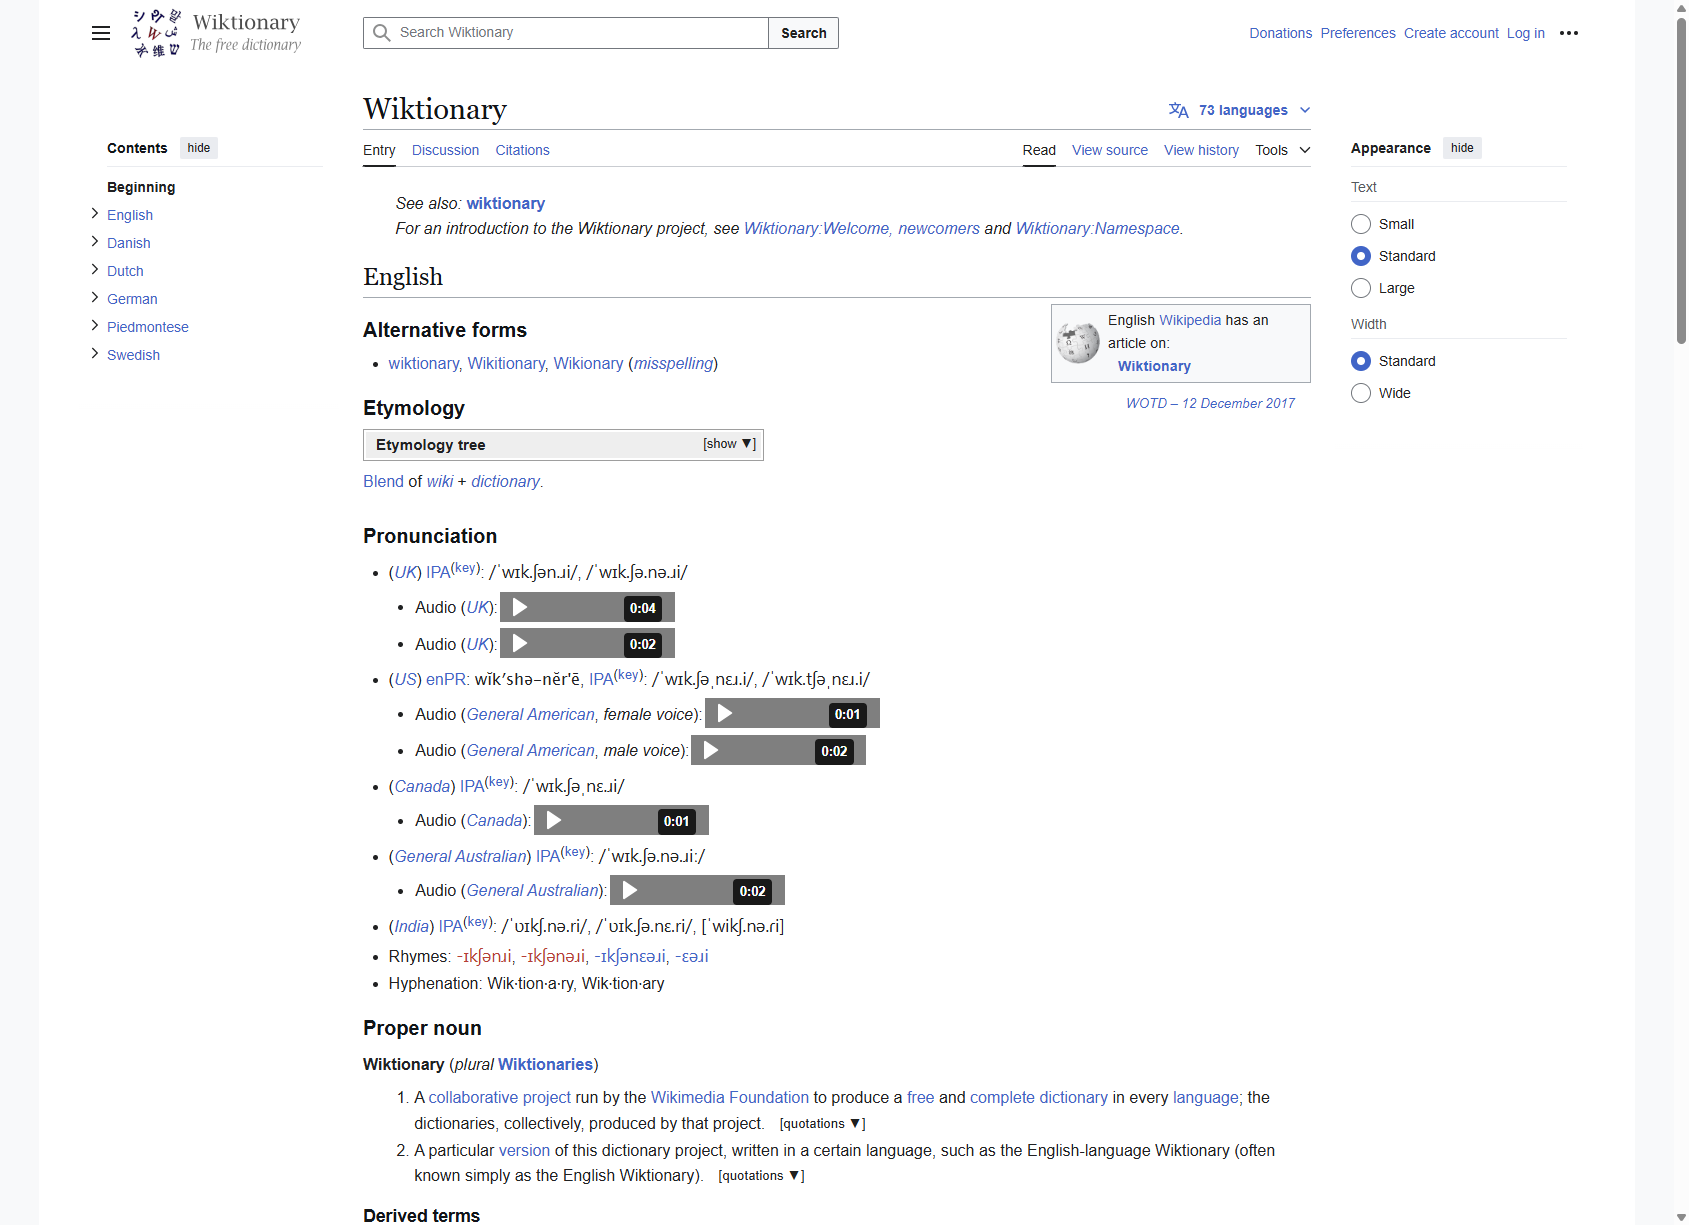 Wiktionary
The free dictionary
Search Wiktionary
Search
Donations Preferences Create account Log in
Contents hide
Beginning
English
Danish
Dutch
German
Piedmontese
Swedish
Wiktionary
73 languages
Entry Discussion Citations
Read View source View history Tools
See also: wiktionary
For an introduction to the Wiktionary project, see Wiktionary:Welcome, newcomers and Wiktionary:Namespace.
English
English Wikipedia has an
article on:
Wiktionary
WOTD – 12 December 2017
Alternative forms
• wiktionary, Wikitionary, Wikionary (misspelling)
Etymology
Etymology tree [show ▼]
Blend of wiki + dictionary.
Pronunciation
• (UK) IPA(key): /ˈwɪk.ʃən.ɹi/, /ˈwɪk.ʃə.nə.ɹi/
• Audio (UK): 0:04
• Audio (UK): 0:02
• (US) enPR: wĭk′shə-nĕr'ē, IPA(key): /ˈwɪk.ʃəˌnɛɹ.i/, /ˈwɪk.tʃəˌnɛɹ.i/
• Audio (General American, female voice): 0:01
• Audio (General American, male voice): 0:02
• (Canada) IPA(key): /ˈwɪk.ʃəˌnɛ.ɹi/
• Audio (Canada): 0:01
• (General Australian) IPA(key): /ˈwɪk.ʃə.nə.ɹiː/
• Audio (General Australian): 0:02
• (India) IPA(key): /ˈʋɪkʃ.nə.ri/, /ˈʋɪk.ʃə.nɛ.ri/, [ˈwikʃ.nə.ɾi]
• Rhymes: -ɪkʃənɹi, -ɪkʃənəɹi, -ɪkʃənɛəɹi, -ɛəɹi
• Hyphenation: Wik‧tion‧a‧ry, Wik‧tion‧ary
Proper noun
Wiktionary (plural Wiktionaries)
1. A collaborative project run by the Wikimedia Foundation to produce a free and complete dictionary in every language; the
dictionaries, collectively, produced by that project. [quotations ▼]
2. A particular version of this dictionary project, written in a certain language, such as the English-language Wiktionary (often
known simply as the English Wiktionary). [quotations ▼]
Derived terms
Appearance hide
Text
Small
Standard
Large
Width
Standard
Wide